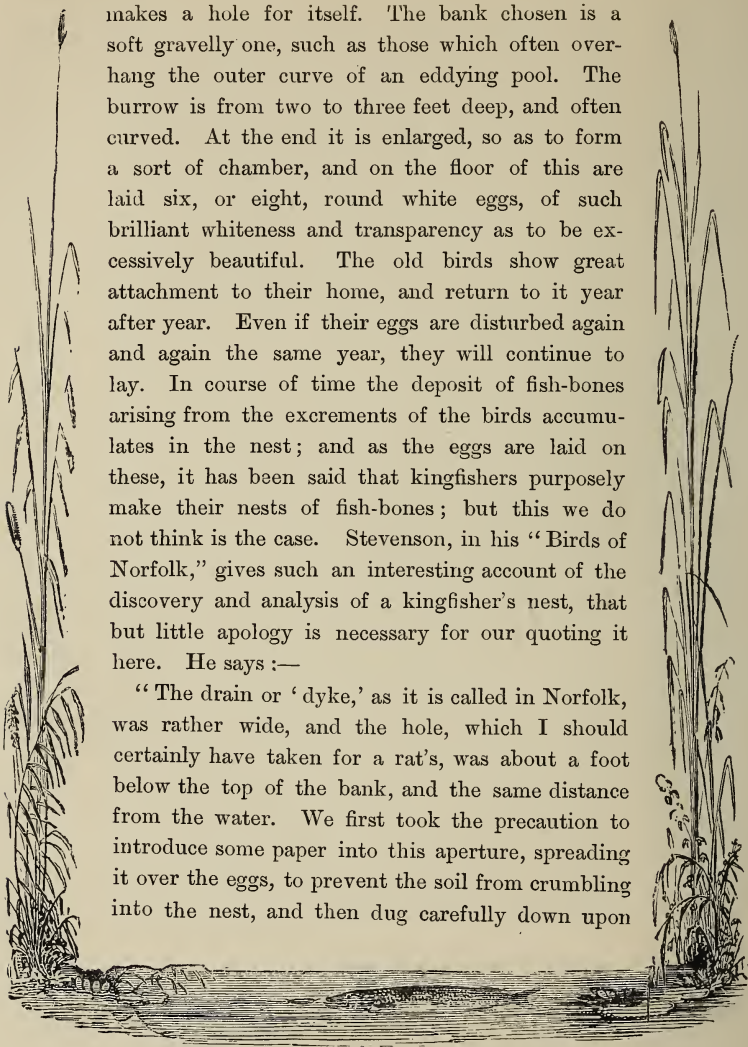 makes a hole for itself. The bank chosen is a
soft gravelly one, such as those which often over-
hang the outer curve of an eddying pool. The
burrow is from two to three feet deep, and often
curved. At the end it is enlarged, so as to form
a sort of chamber, and on the floor of this are
laid six, or eight, round white eggs, of such
brilliant whiteness and transparency as to be ex-
cessively beautiful. The old birds show great
attachment to their home, and return to it year
after year. Even if their eggs are disturbed again
and again the same year, they will continue to
lay. In course of time the deposit of fish-bones
arising from the excrements of the birds accumu-
lates in the nest; and as the eggs are laid on
these, it has been said that kingfishers purposely
make their nests of fish-bones; but this we do
not think is the case. Stevenson, in his “Birds of
Norfolk,” gives such an interesting account of the
discovery and analysis of a kingfisher's nest, that
but little apology is necessary for our quoting it
here. He says :—
“The drain or ‘dyke,’ as it is called in Norfolk,
was rather wide, and the hole, which I should
certainly have taken for a rat's, was about a foot
below the top of the bank, and the same distance
from the water. We first took the precaution to
introduce some paper into this aperture, spreading
it over the eggs, to prevent the soil from crumbling
into the nest, and then dug carefully down upon